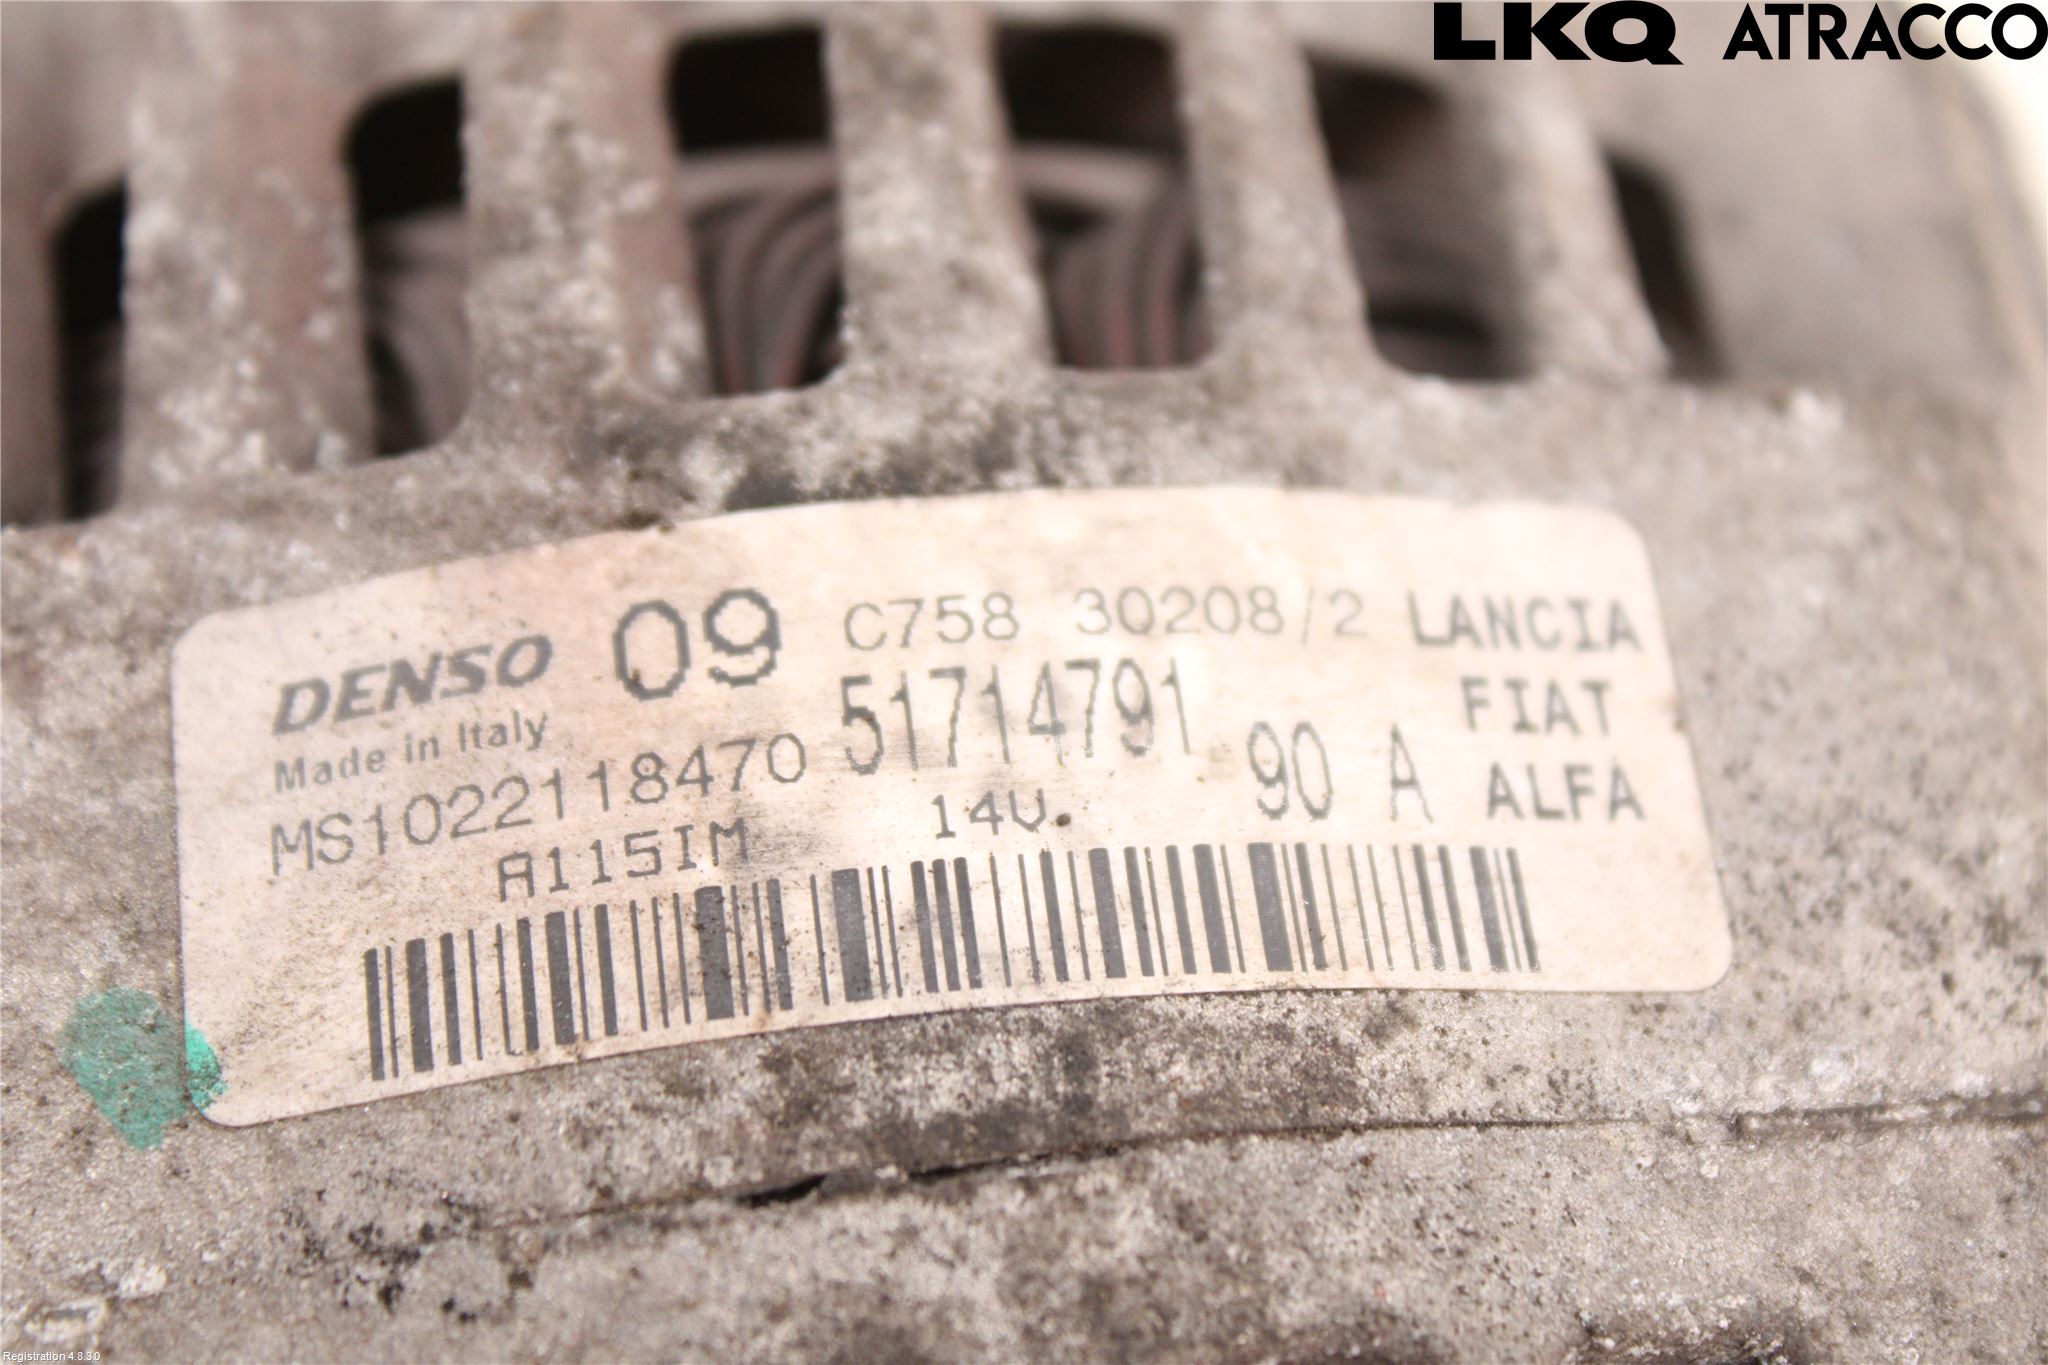 LKQ ATRACCO
DENSO 09 C758 30208/2 LANCIA
Made in Italy 51714791 FIAT
MS1022118470 90 A ALFA
A115IM 14V.
Registration 4.8.3.0